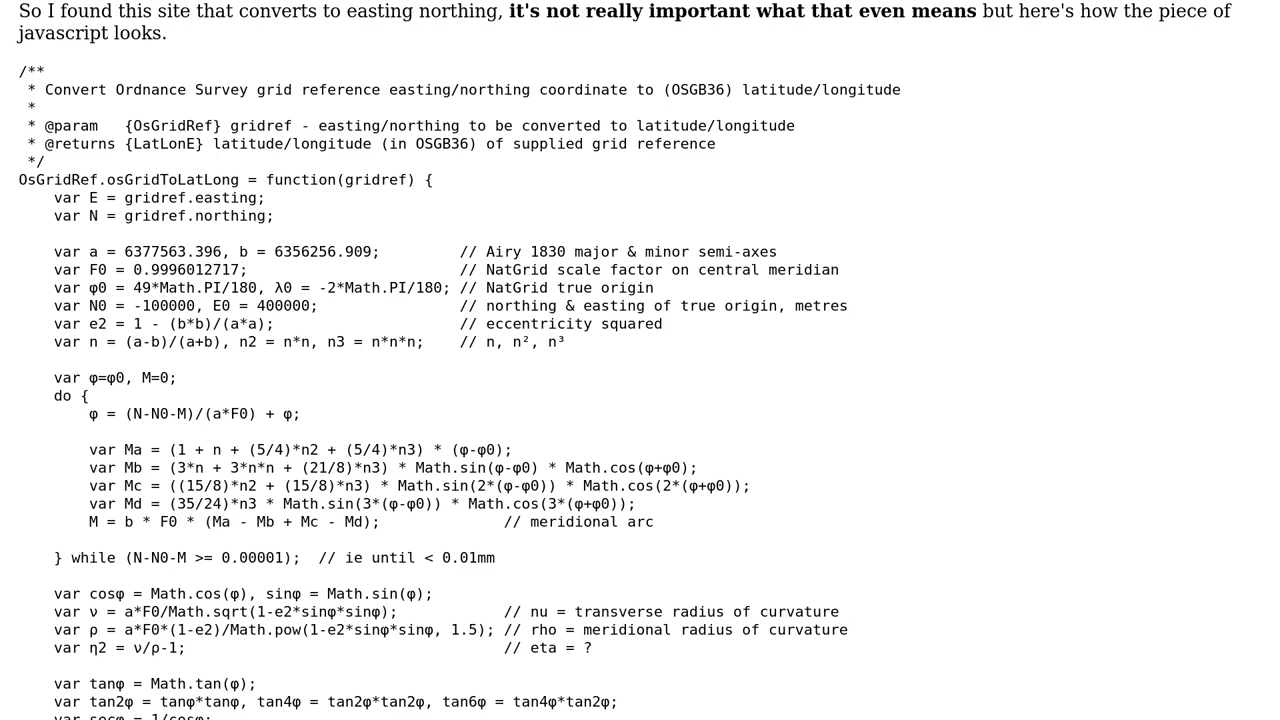 So I found this site that converts to easting northing, it's not really important what that even means but here's how the piece of
javascript looks.
/**
 * Convert Ordnance Survey grid reference easting/northing coordinate to (OSGB36) latitude/longitude
 *
 * @param   {OsGridRef} gridref - easting/northing to be converted to latitude/longitude
 * @returns {LatLonE} latitude/longitude (in OSGB36) of supplied grid reference
 */
OsGridRef.osGridToLatLong = function(gridref) {
    var E = gridref.easting;
    var N = gridref.northing;
    var a = 6377563.396, b = 6356256.909;         // Airy 1830 major & minor semi-axes
    var F0 = 0.9996012717;                        // NatGrid scale factor on central meridian
    var φ0 = 49*Math.PI/180, λ0 = -2*Math.PI/180; // NatGrid true origin
    var N0 = -100000, E0 = 400000;                // northing & easting of true origin, metres
    var e2 = 1 - (b*b)/(a*a);                     // eccentricity squared
    var n = (a-b)/(a+b), n2 = n*n, n3 = n*n*n;    // n, n², n³
    var φ=φ0, M=0;
    do {
        φ = (N-N0-M)/(a*F0) + φ;
        var Ma = (1 + n + (5/4)*n2 + (5/4)*n3) * (φ-φ0);
        var Mb = (3*n + 3*n*n + (21/8)*n3) * Math.sin(φ-φ0) * Math.cos(φ+φ0);
        var Mc = ((15/8)*n2 + (15/8)*n3) * Math.sin(2*(φ-φ0)) * Math.cos(2*(φ+φ0));
        var Md = (35/24)*n3 * Math.sin(3*(φ-φ0)) * Math.cos(3*(φ+φ0));
        M = b * F0 * (Ma - Mb + Mc - Md);              // meridional arc
    } while (N-N0-M >= 0.00001);  // ie until < 0.01mm
    var cosφ = Math.cos(φ), sinφ = Math.sin(φ);
    var ν = a*F0/Math.sqrt(1-e2*sinφ*sinφ);            // nu = transverse radius of curvature
    var ρ = a*F0*(1-e2)/Math.pow(1-e2*sinφ*sinφ, 1.5); // rho = meridional radius of curvature
    var η2 = ν/ρ-1;                                    // eta = ?
    var tanφ = Math.tan(φ);
    var tan2φ = tanφ*tanφ, tan4φ = tan2φ*tan2φ, tan6φ = tan4φ*tan2φ;
    var secφ = 1/cosφ;